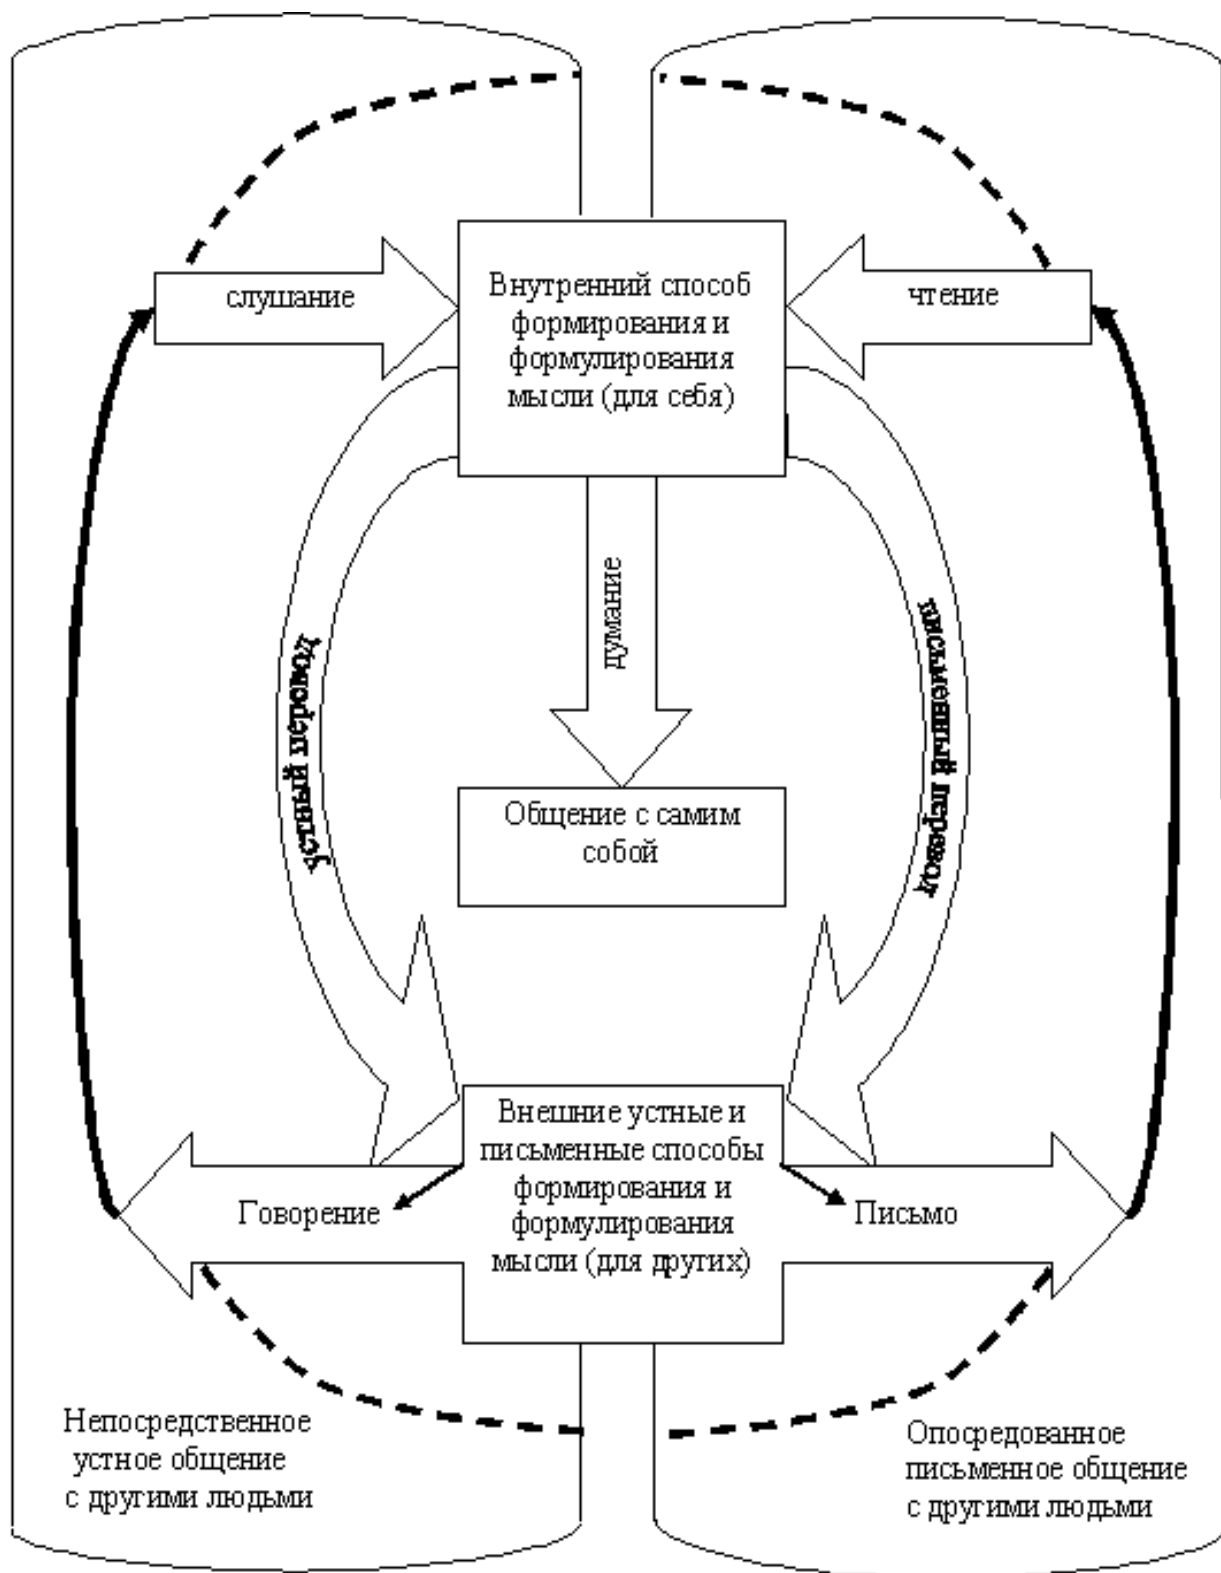 слушание
Внутренний способ
формирования и
формулирования
мысли (для себя)
чтение
думание
устный перевод
письменный перевод
Общение с самим
собой
Внешние устные и
письменные способы
формирования и
формулирования
мысли (для других)
Говорение
Письмо
Непосредственное
устное общение
с другими людьми
Опосредованное
письменное общение
с другими людьми